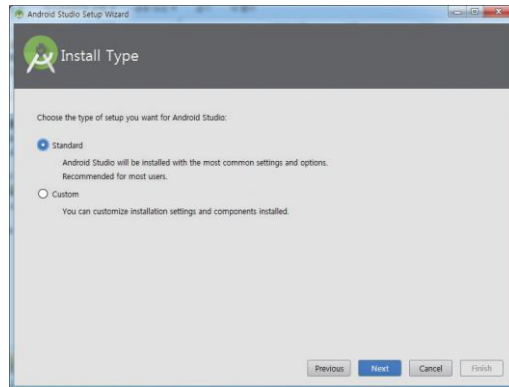 Android Studio Setup Wizard
Install Type
Choose the type of setup you want for Android Studio:
Standard
Android Studio will be installed with the most common settings and options.
Recommended for most users.
Custom
You can customize installation settings and components installed.
Previous Next Cancel Finish